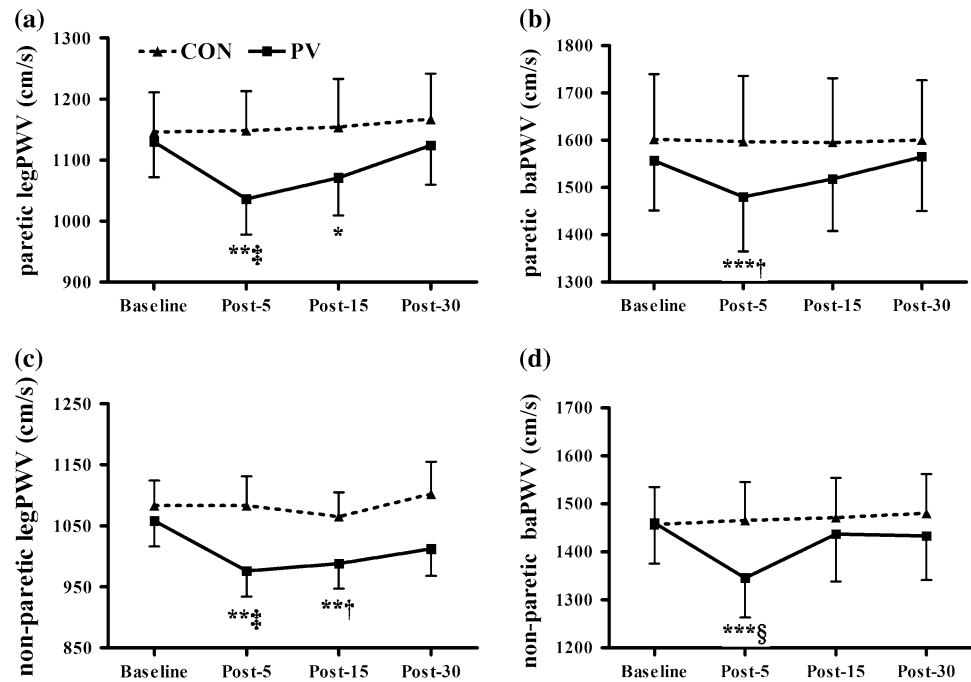 (a)
paretic legPWV (cm/s)
1300
1200
1100
1000
900
CON PV
**‡
*
Baseline Post-5 Post-15 Post-30
(b)
paretic baPWV (cm/s)
1800
1700
1600
1500
1400
1300
***†
Baseline Post-5 Post-15 Post-30
(c)
non-paretic legPWV (cm/s)
1250
1150
1050
950
850
**‡ **†
Baseline Post-5 Post-15 Post-30
(d)
non-paretic baPWV (cm/s)
1700
1600
1500
1400
1300
1200
***§
Baseline Post-5 Post-15 Post-30